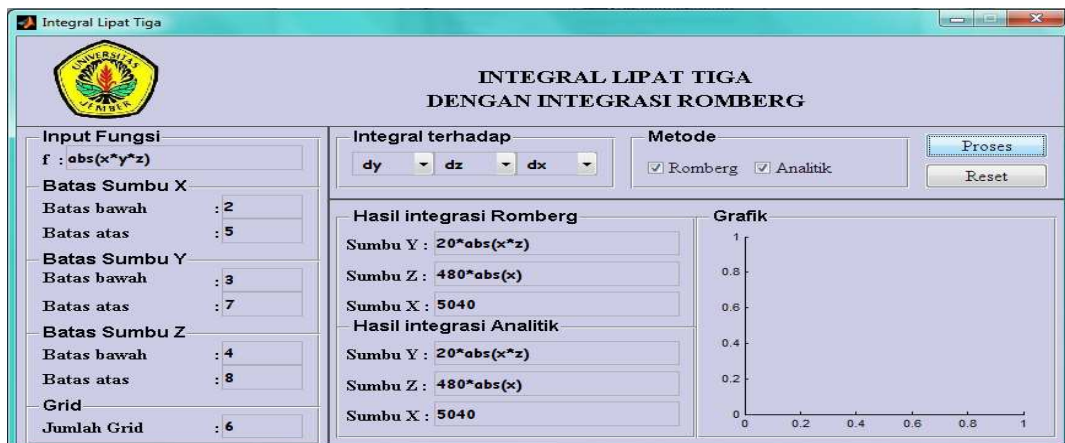 Integral Lipat Tiga
UNIVERSITAS
JEMBER
INTEGRAL LIPAT TIGA
DENGAN INTEGRASI ROMBERG
Input Fungsi
f : abs(x*y*z)
Batas Sumbu X
Batas bawah : 2
Batas atas : 5
Batas Sumbu Y
Batas bawah : 3
Batas atas : 7
Batas Sumbu Z
Batas bawah : 4
Batas atas : 8
Grid
Jumlah Grid : 6
Integral terhadap
dy dz dx
Metode
Romberg Analitik
Proses
Reset
Hasil integrasi Romberg
Sumbu Y : 20*abs(x*z)
Sumbu Z : 480*abs(x)
Sumbu X : 5040
Hasil integrasi Analitik
Sumbu Y : 20*abs(x*z)
Sumbu Z : 480*abs(x)
Sumbu X : 5040
Grafik
1
0.8
0.6
0.4
0.2
0
0 0.2 0.4 0.6 0.8 1